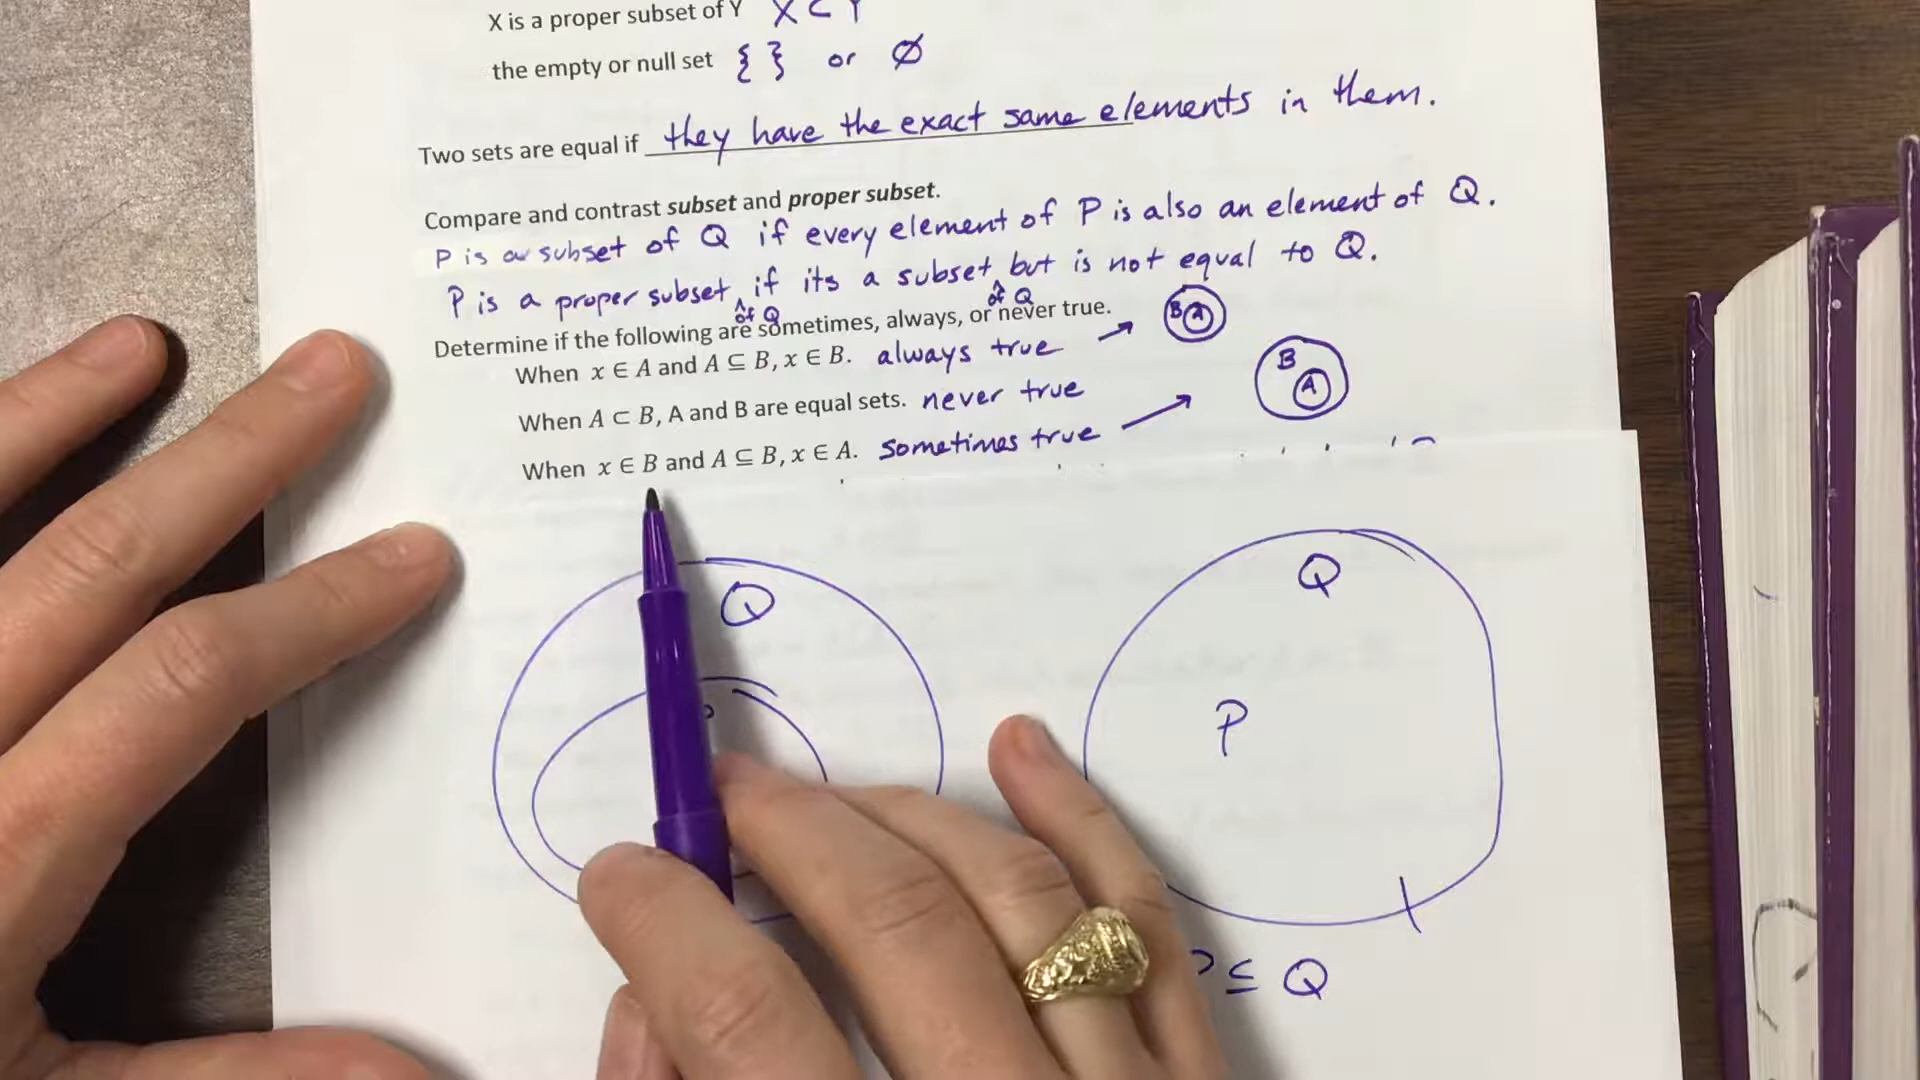 X is a proper subset of Y X ⊂ Y
the empty or null set { } or ∅
Two sets are equal if they have the exact same elements in them.
Compare and contrast subset and proper subset.
P is a subset of Q if every element of P is also an element of Q.
P is a proper subset of Q if its a subset of Q but is not equal to Q.
Determine if the following are sometimes, always, or never true.
When x ∈ A and A ⊆ B, x ∈ B. always true → B A
When A ⊂ B, A and B are equal sets. never true
When x ∈ B and A ⊆ B, x ∈ A. sometimes true → B A
Q
Q
P
⊆ Q